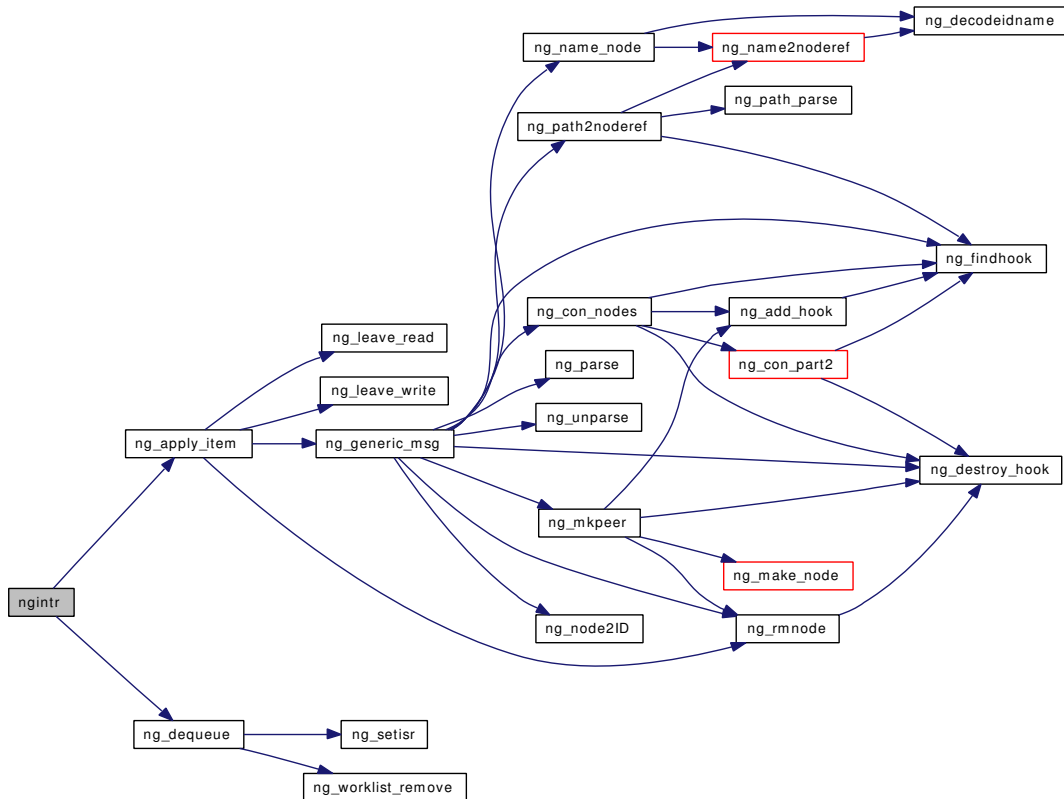 ng_decodeidname
ng_name_node
ng_name2noderef
ng_path_parse
ng_path2noderef
ng_findhook
ng_con_nodes
ng_add_hook
ng_leave_read
ng_parse
ng_con_part2
ng_leave_write
ng_unparse
ng_apply_item
ng_generic_msg
ng_destroy_hook
ng_mkpeer
ng_make_node
ngintr
ng_node2ID
ng_rmnode
ng_dequeue
ng_setisr
ng_worklist_remove